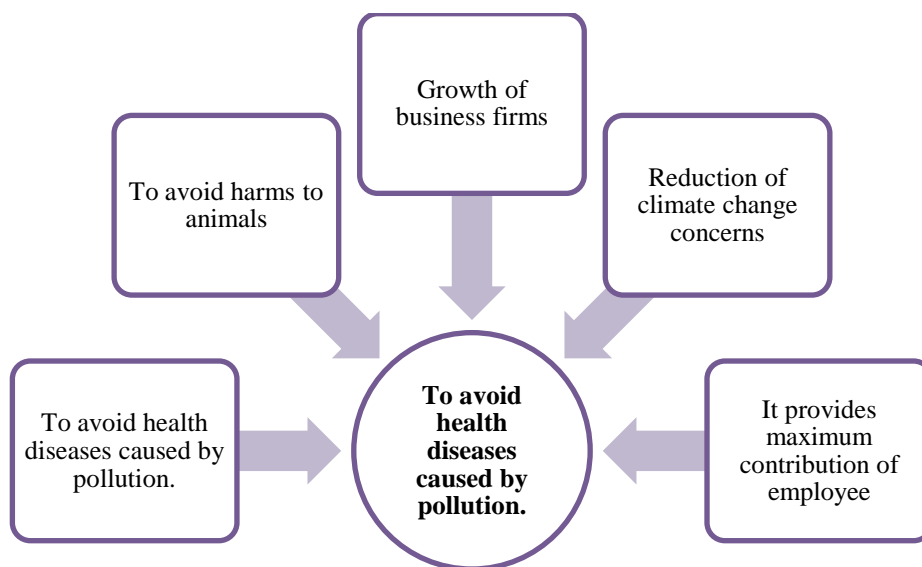 Growth of
business firms
To avoid harms to
animals
Reduction of
climate change
concerns
To avoid health
diseases caused by
pollution.
To avoid
health
diseases
caused by
pollution.
It provides
maximum
contribution of
employee